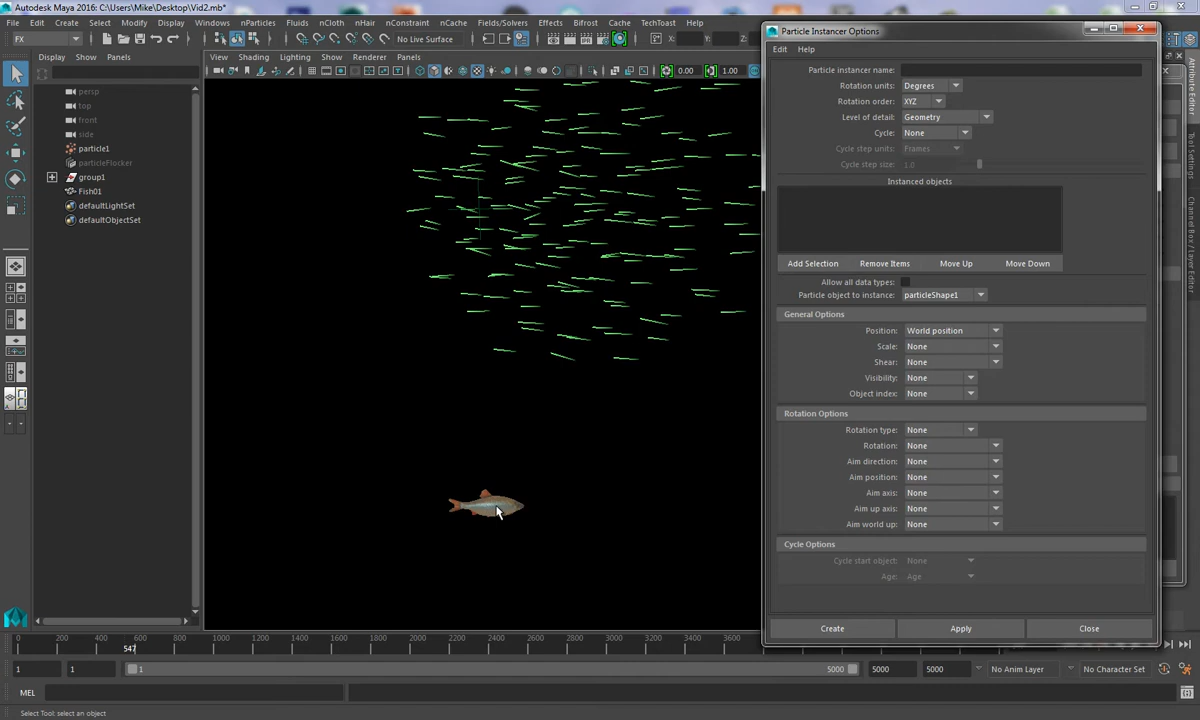 Autodesk Maya 2016: C:\Users\Mike\Desktop\Vid2.mb*
File Edit Create Select Modify Display Windows nParticles Fluids nCloth nHair nConstraint nCache Fields/Solvers Effects Bifrost Cache TechToast Help
FX No Live Surface X: Y: Z:
Display Show Panels
View Shading Lighting Show Renderer Panels
0.00 1.00
persp
top
front
side
particle1
particleFlocker
group1
Fish01
defaultLightSet
defaultObjectSet
Particle Instancer Options
Edit Help
Particle instancer name:
Rotation units: Degrees
Rotation order: XYZ
Level of detail: Geometry
Cycle: None
Cycle step units: Frames
Cycle step size: 1.0
Instanced objects
Add Selection Remove Items Move Up Move Down
Allow all data types:
Particle object to instance: particleShape1
General Options
Position: World position
Scale: None
Shear: None
Visibility: None
Object index: None
Rotation Options
Rotation type: None
Rotation: None
Aim direction: None
Aim position: None
Aim axis: None
Aim up axis: None
Aim world up: None
Cycle Options
Cycle start object: None
Age: Age
Create Apply Close
Attribute Editor
Tool Settings
Channel Box / Layer Editor
0 200 400 600 800 1000 1200 1400 1600 1800 2000 2200 2400 2600 2800 3000 3200 3400 3600
547
1 1 1 5000 5000 5000 No Anim Layer No Character Set
MEL
Select Tool: select an object